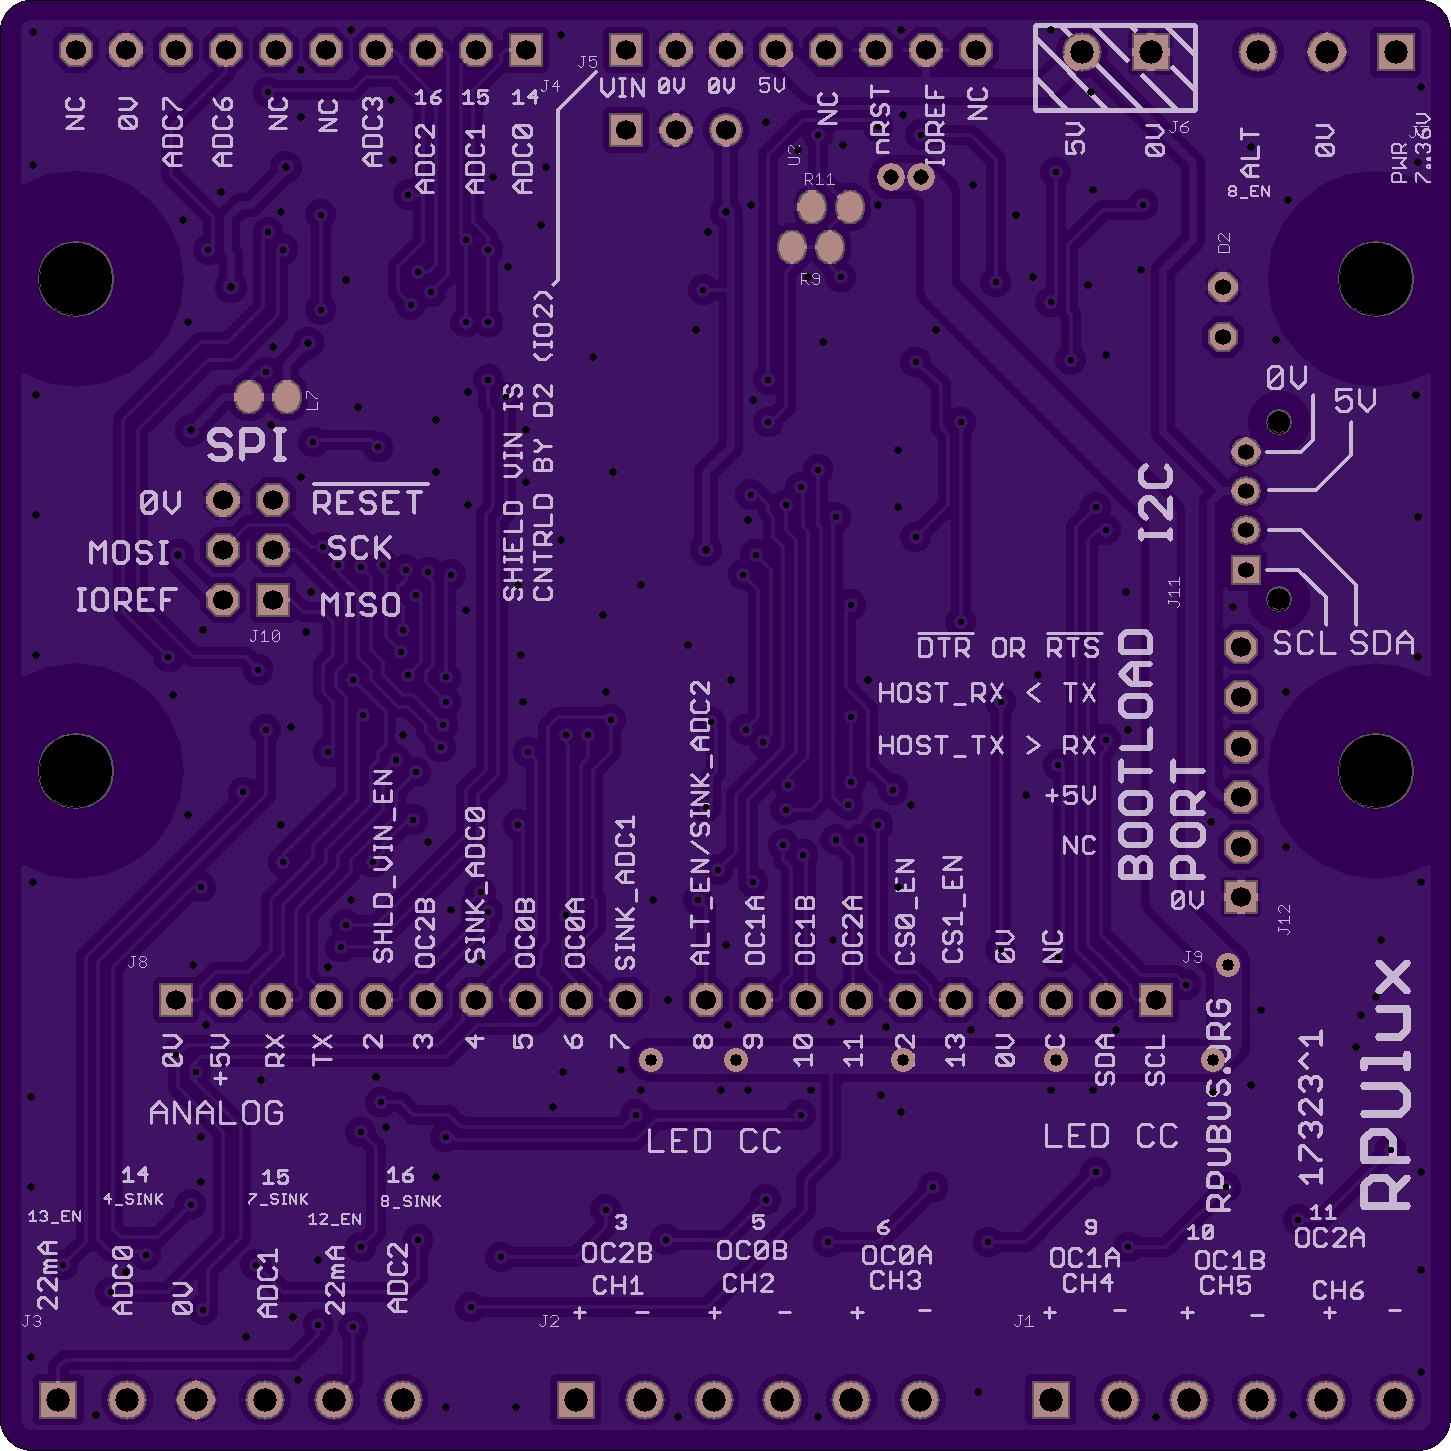 J5
J4
VIN
0V
0V
5V
NC
nRST
IOREF
NC
NC
0V
ADC7
ADC6
NC
NC
ADC3
16
ADC2
15
ADC1
14
ADC0
5V
0V
J6
ALT
8_EN
0V
PWR
R11
R9
D2
SHIELD VIN IS
CNTRLD BY D2 (IO2)
L7
SPI
0V
RESET
MOSI
SCK
IOREF
MISO
J10
0V
5V
I2C
J11
SCL SDA
DTR OR RTS
HOST_RX < TX
HOST_TX > RX
+5V
NC
0V
BOOTLOAD
PORT
J12
J8
SHLD_VIN_EN
OC2B
SINK_ADC0
OC0B
OC0A
SINK_ADC1
ALT_EN/SINK_ADC2
OC1A
OC1B
OC2A
CS0_EN
CS1_EN
0V
NC
J9
0V
+5V
RX
TX
2
3
4
5
6
7
8
9
10
11
12
13
0V
SDA
SCL
RPUBUS.ORG
17323^1
RPUlux
ANALOG
LED CC
LED CC
14
4_SINK
15
7_SINK
16
8_SINK
13_EN
12_EN
22mA
ADC0
0V
ADC1
22mA
ADC2
3
OC2B
CH1
5
OC0B
CH2
6
OC0A
CH3
9
OC1A
CH4
10
OC1B
CH5
11
OC2A
CH6
J3
J2
+ - + - + -
J1
+ - + - + -